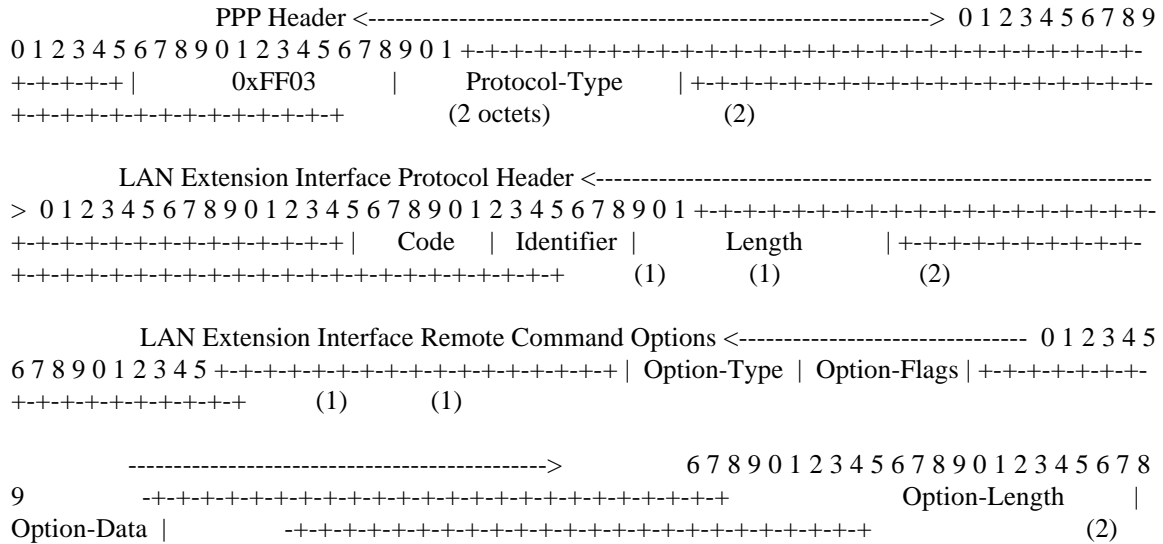 PPP Header <--------------------------------------------------------------> 0 1 2 3 4 5 6 7 8 9
0 1 2 3 4 5 6 7 8 9 0 1 2 3 4 5 6 7 8 9 0 1 +-+-+-+-+-+-+-+-+-+-+-+-+-+-+-+-+-+-+-+-+-+-+-+-+-+-+-+-
+-+-+-+-+ | 0xFF03 | Protocol-Type | +-+-+-+-+-+-+-+-+-+-+-+-+-+-+-+-+-+-+-
+-+-+-+-+-+-+-+-+-+-+-+-+-+ (2 octets) (2)
LAN Extension Interface Protocol Header <--------------------------------------------------------------
> 0 1 2 3 4 5 6 7 8 9 0 1 2 3 4 5 6 7 8 9 0 1 2 3 4 5 6 7 8 9 0 1 +-+-+-+-+-+-+-+-+-+-+-+-+-+-+-+-+-+-+-
+-+-+-+-+-+-+-+-+-+-+-+-+-+ | Code | Identifier | Length | +-+-+-+-+-+-+-+-+-+-
+-+-+-+-+-+-+-+-+-+-+-+-+-+-+-+-+-+-+-+-+-+-+ (1) (1) (2)
LAN Extension Interface Remote Command Options <-------------------------------- 0 1 2 3 4 5
6 7 8 9 0 1 2 3 4 5 +-+-+-+-+-+-+-+-+-+-+-+-+-+-+-+-+ | Option-Type | Option-Flags | +-+-+-+-+-+-+-
+-+-+-+-+-+-+-+-+-+ (1) (1)
----------------------------------------------> 6 7 8 9 0 1 2 3 4 5 6 7 8 9 0 1 2 3 4 5 6 7 8
9 -+-+-+-+-+-+-+-+-+-+-+-+-+-+-+-+-+-+-+-+-+-+-+-+ Option-Length |
Option-Data | -+-+-+-+-+-+-+-+-+-+-+-+-+-+-+-+-+-+-+-+-+-+-+-+ (2)